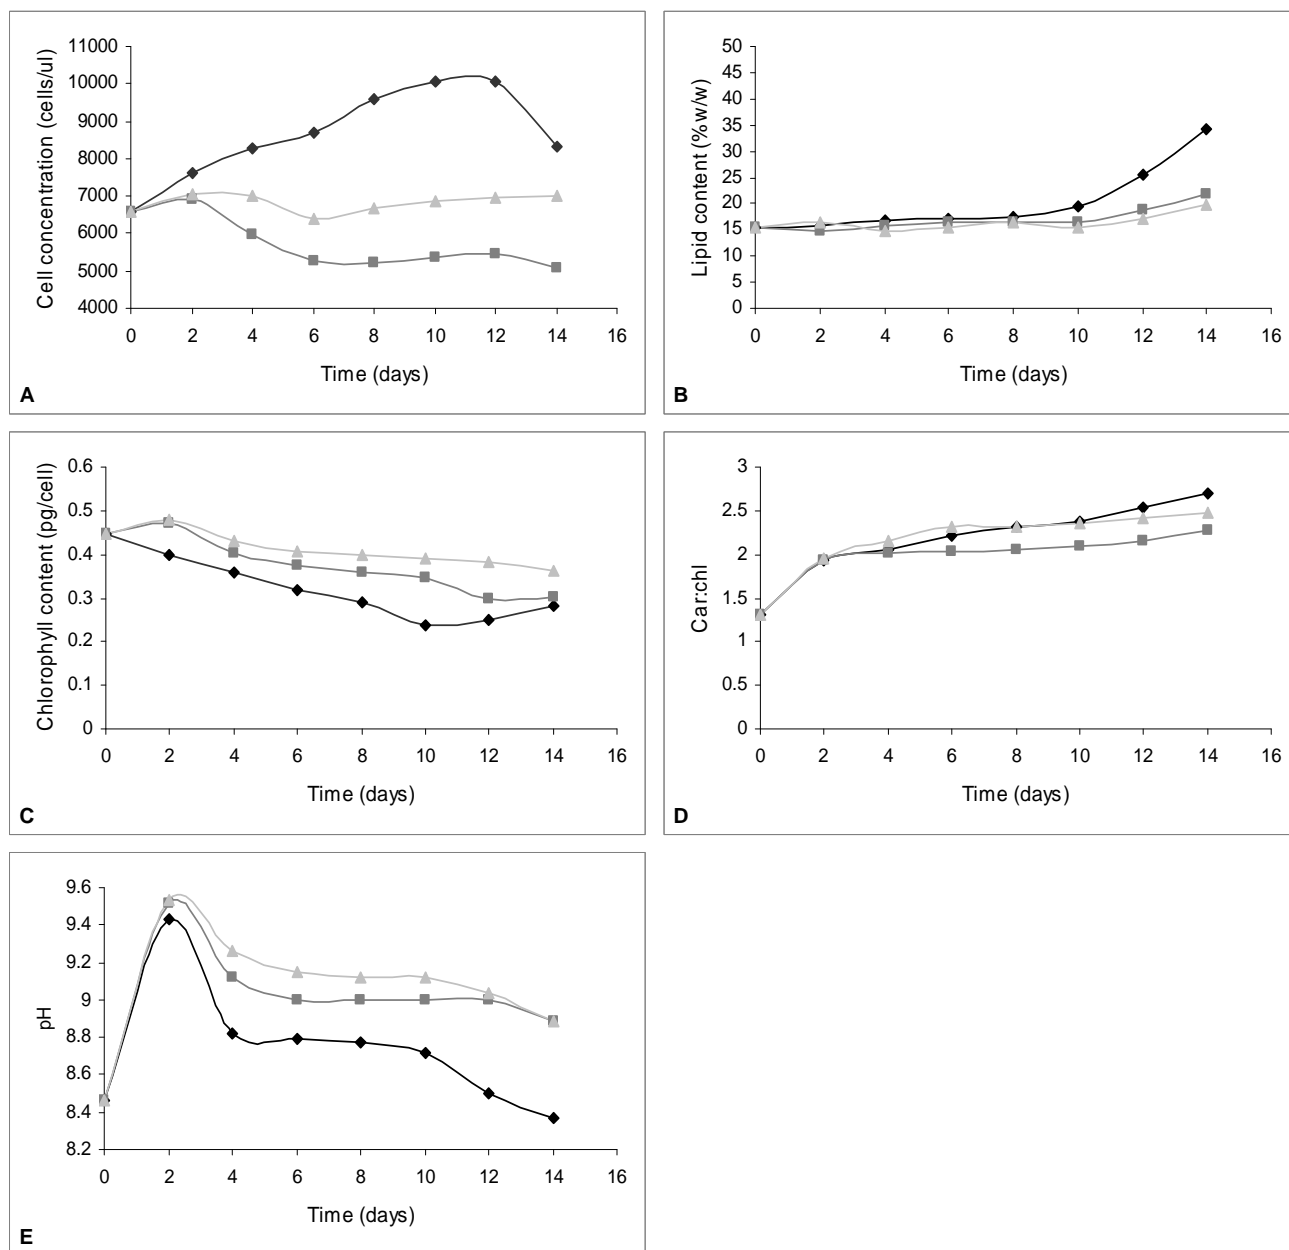 Cell concentration (cells/ul)
11000
10000
9000
8000
7000
6000
5000
4000
0 2 4 6 8 10 12 14 16
Time (days)
A
Lipid content (%w/w)
50
45
40
35
30
25
20
15
10
5
0
0 2 4 6 8 10 12 14 16
Time (days)
B
Chlorophyll content (pg/cell)
0.6
0.5
0.4
0.3
0.2
0.1
0
0 2 4 6 8 10 12 14 16
Time (days)
C
Car:chl
3
2.5
2
1.5
1
0.5
0
0 2 4 6 8 10 12 14 16
Time (days)
D
pH
9.6
9.4
9.2
9
8.8
8.6
8.4
8.2
0 2 4 6 8 10 12 14 16
Time (days)
E